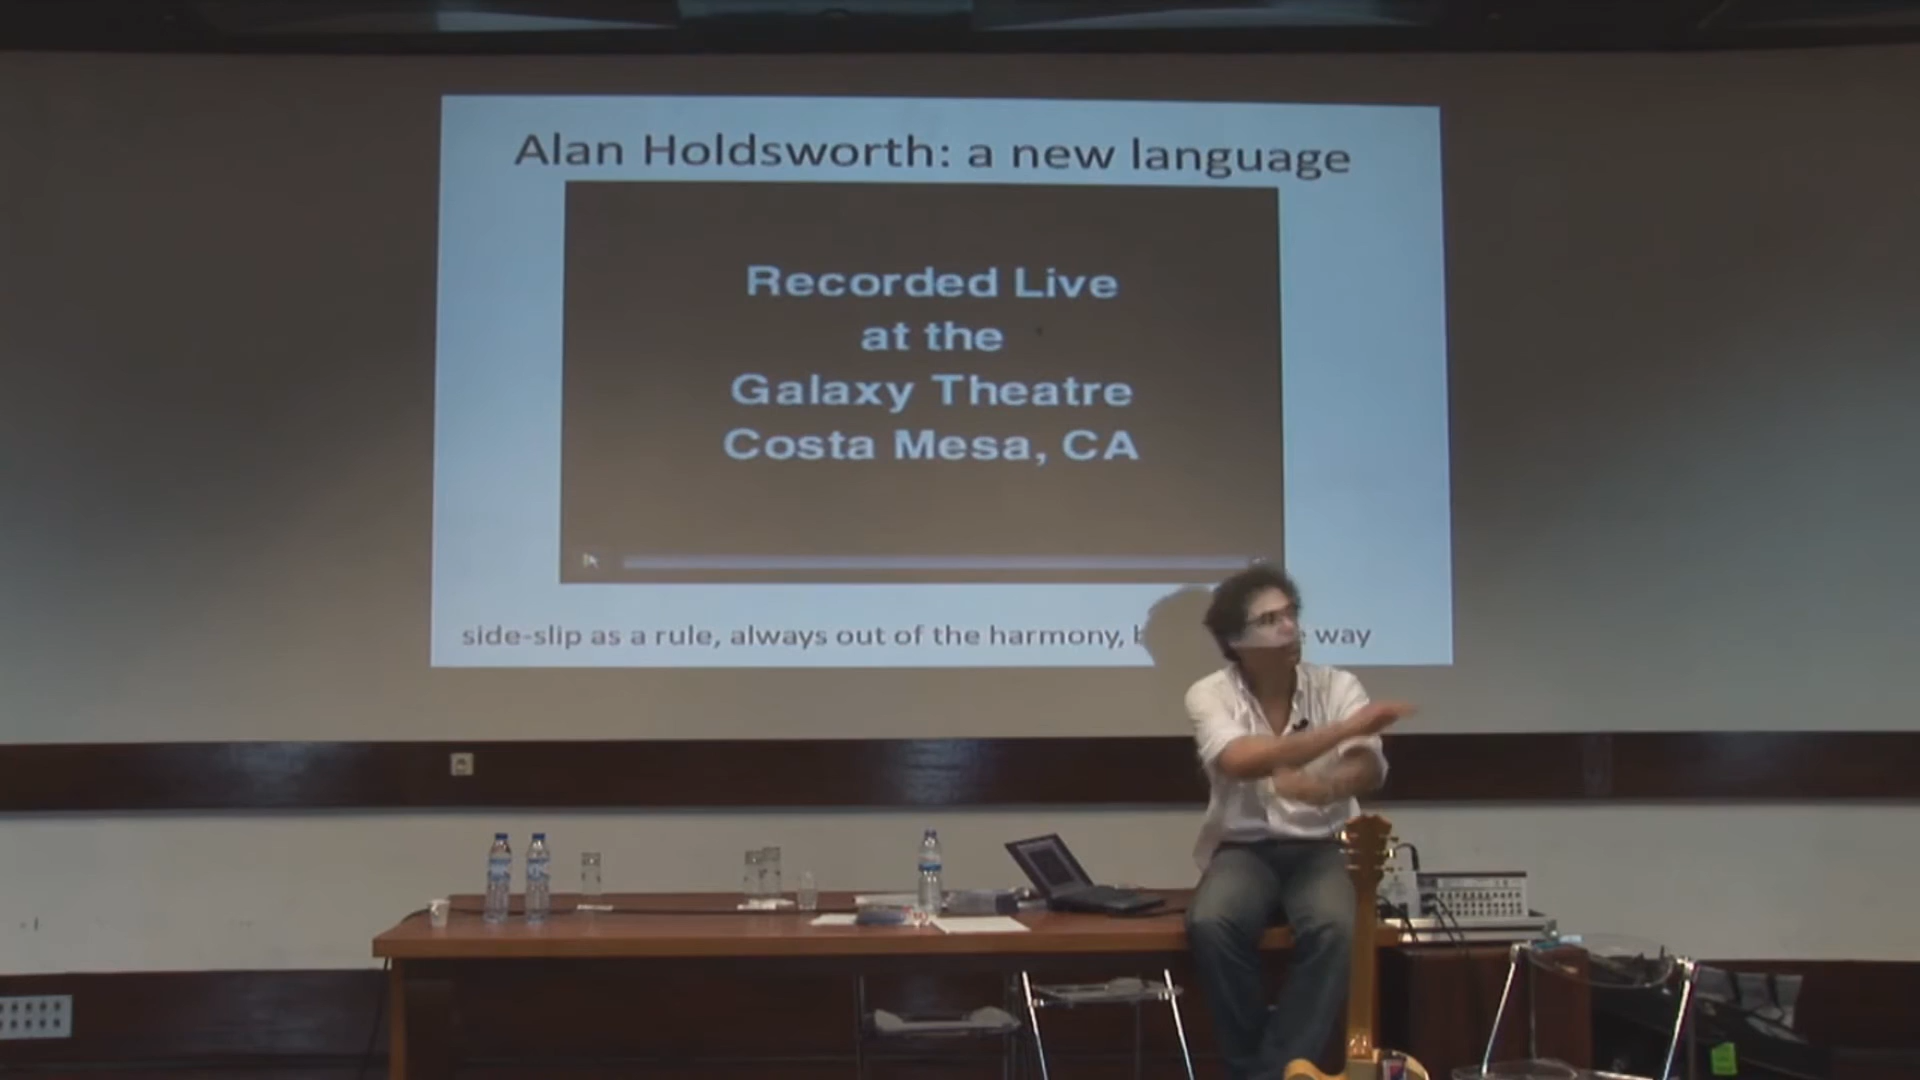 Alan Holdsworth: a new language
Recorded Live
at the
Galaxy Theatre
Costa Mesa, CA
side-slip as a rule, always out of the harmony, way